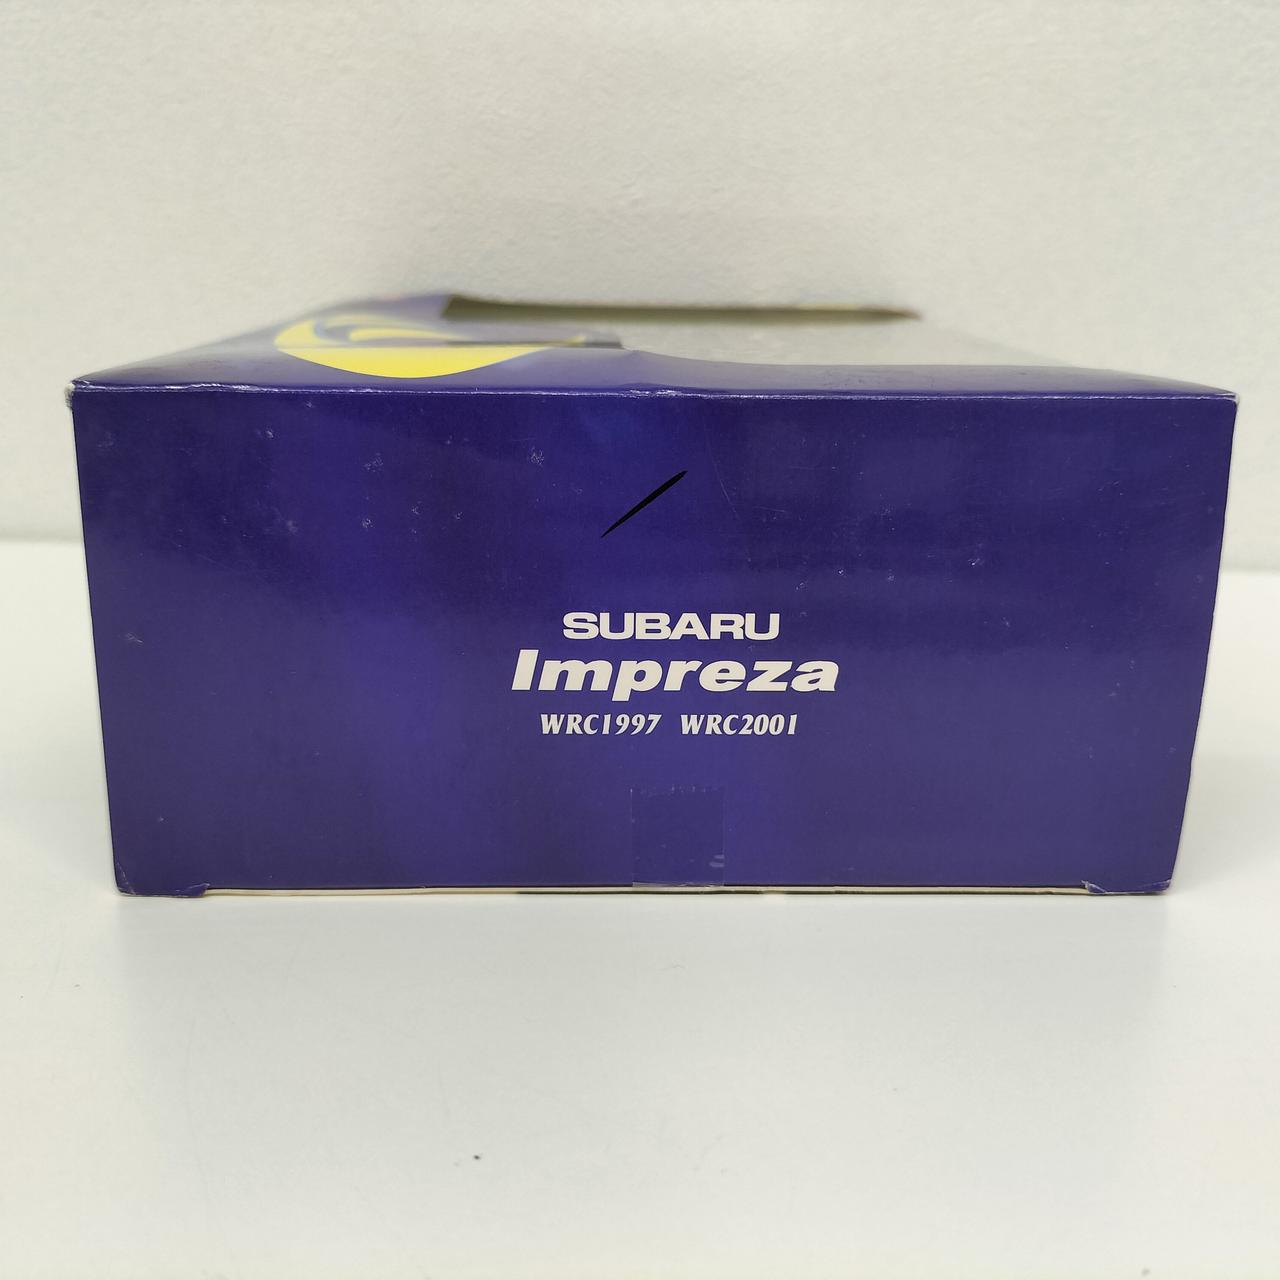 SUBARU
Impreza
WRC1997 WRC2001